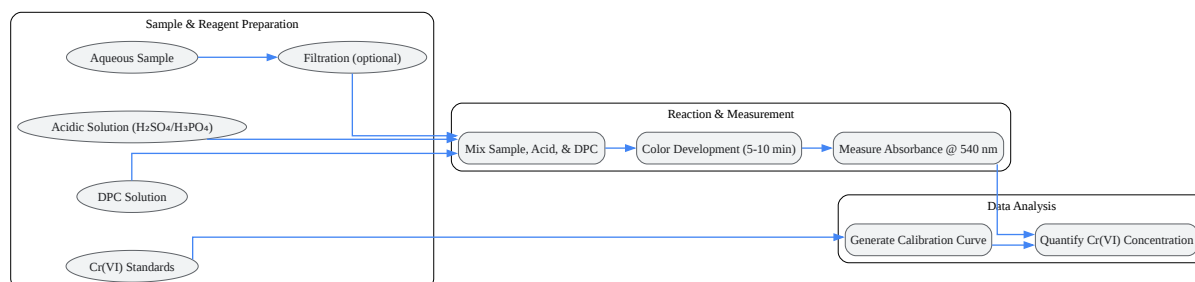 Sample & Reagent Preparation
Aqueous Sample
Filtration (optional)
Acidic Solution (H₂SO₄/H₃PO₄)
DPC Solution
Cr(VI) Standards
Reaction & Measurement
Mix Sample, Acid, & DPC
Color Development (5-10 min)
Measure Absorbance @ 540 nm
Data Analysis
Generate Calibration Curve
Quantify Cr(VI) Concentration